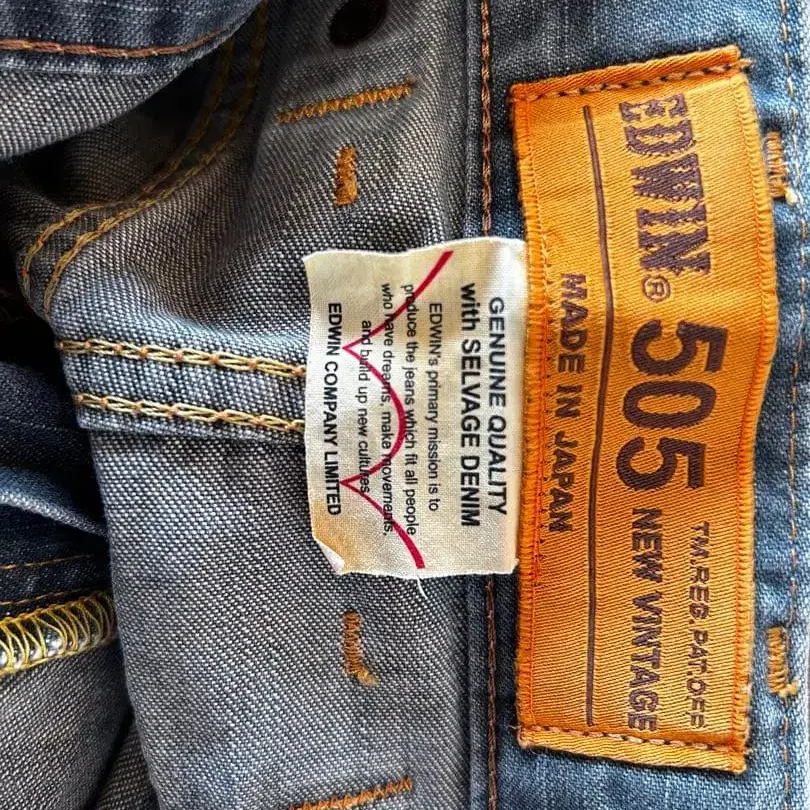 EDWIN®505 TM.REG.PAT.OFF
NEW VINTAGE
MADE IN JAPAN
GENUINE QUALITY
with SELVAGE DENIM
EDWIN's primary mission is to
produce the jeans which fit all people
who have dreams, make movements,
and build up new cultures.
EDWIN COMPANY LIMITED